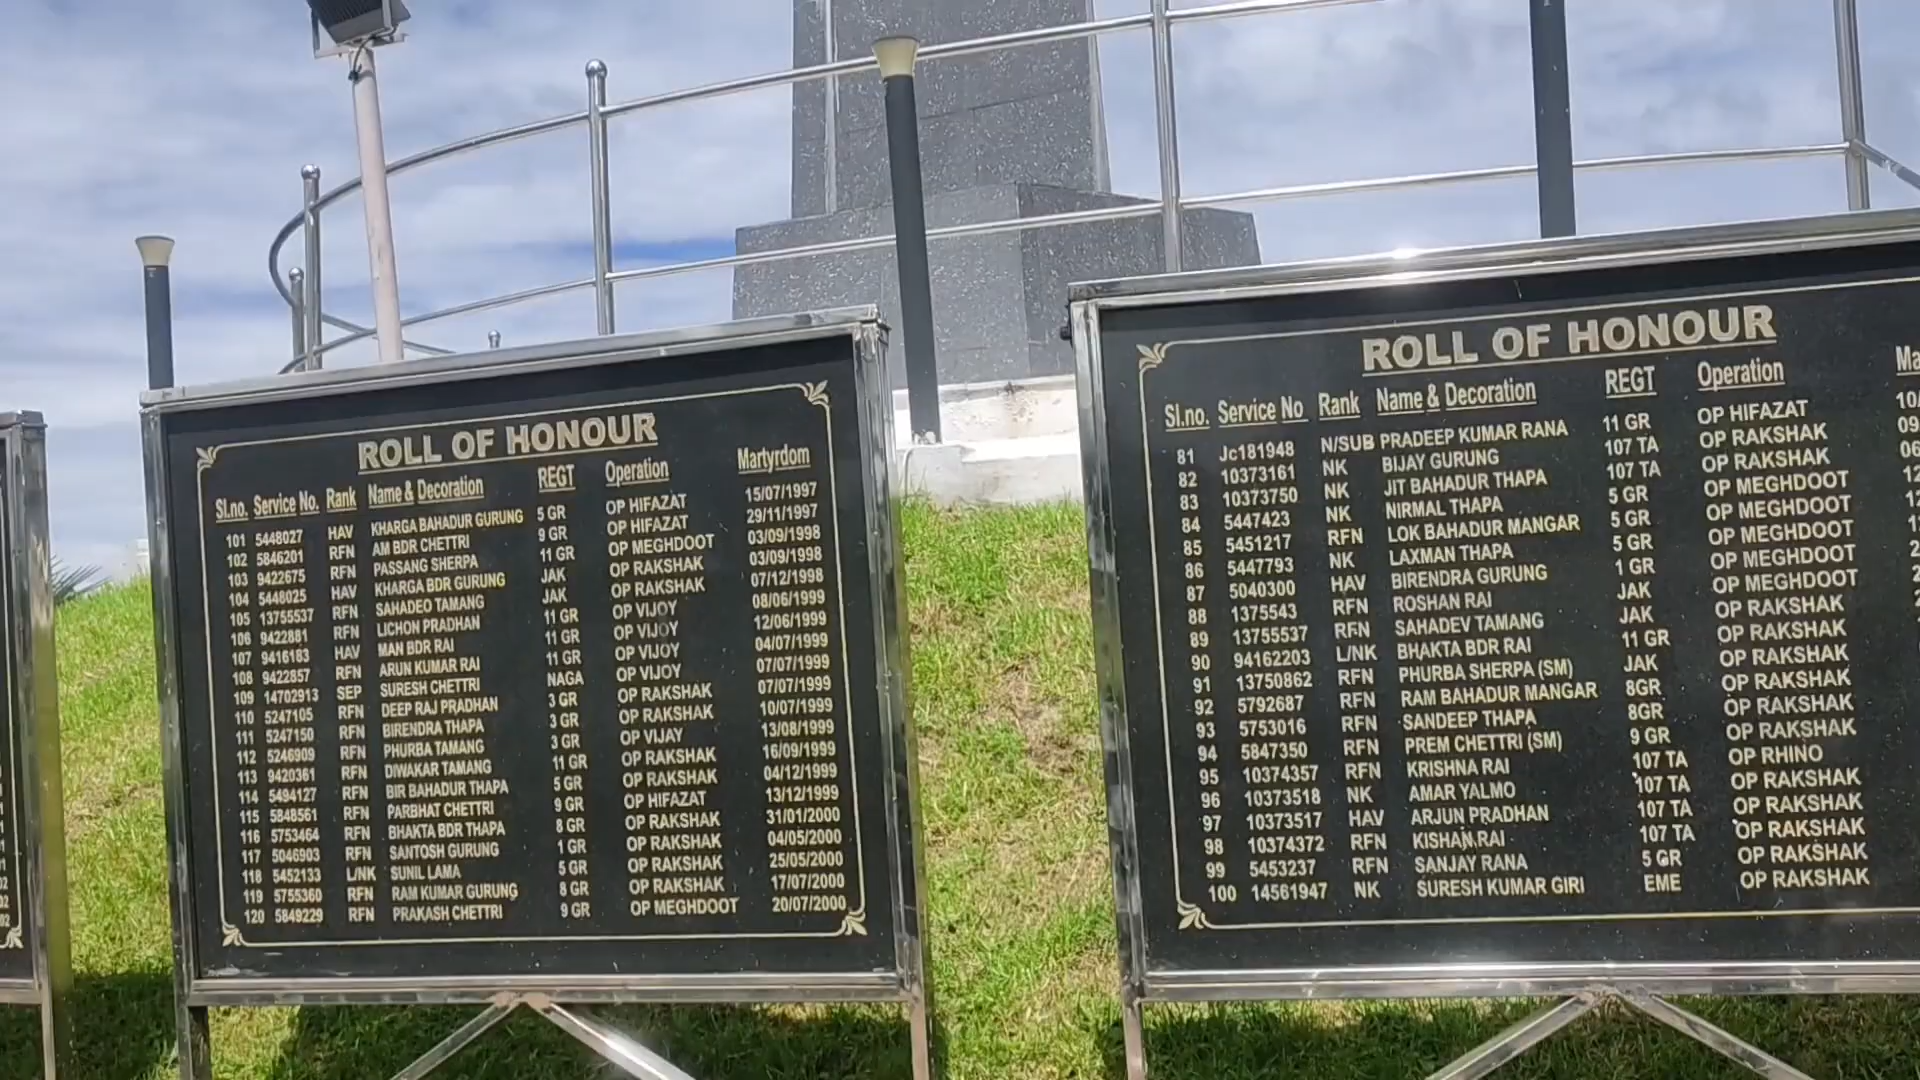 ROLL OF HONOUR
Sl.no. Service No. Rank Name & Decoration REGT Operation Martyrdom
101 5448027 HAV KHARGA BAHADUR GURUNG 5 GR OP HIFAZAT 15/07/1997
102 5846201 RFN AM BDR CHETTRI 9 GR OP HIFAZAT 29/11/1997
103 9422675 RFN PASSANG SHERPA 11 GR OP MEGHDOOT 03/09/1998
104 5448025 HAV KHARGA BDR GURUNG JAK OP RAKSHAK 03/09/1998
105 13755537 RFN SAHADEO TAMANG JAK OP RAKSHAK 07/12/1998
106 9422881 RFN LICHON PRADHAN 11 GR OP VIJOY 08/06/1999
107 9416183 HAV MAN BDR RAI 11 GR OP VIJOY 12/06/1999
108 9422857 RFN ARUN KUMAR RAI 11 GR OP VIJOY 04/07/1999
109 14702913 SEP SURESH CHETTRI NAGA OP VIJOY 07/07/1999
110 5247105 RFN DEEP RAJ PRADHAN 3 GR OP RAKSHAK 07/07/1999
111 5247150 RFN BIRENDRA THAPA 3 GR OP RAKSHAK 10/07/1999
112 5246909 RFN PHURBA TAMANG 3 GR OP VIJAY 13/08/1999
113 9420361 RFN DIWAKAR TAMANG 11 GR OP RAKSHAK 16/09/1999
114 5494127 RFN BIR BAHADUR THAPA 5 GR OP RAKSHAK 04/12/1999
115 5848561 RFN PARBHAT CHETTRI 9 GR OP HIFAZAT 13/12/1999
116 5753464 RFN BHAKTA BDR THAPA 8 GR OP RAKSHAK 31/01/2000
117 5046903 RFN SANTOSH GURUNG 1 GR OP RAKSHAK 04/05/2000
118 5452133 L/NK SUNIL LAMA 5 GR OP RAKSHAK 25/05/2000
119 5755360 RFN RAM KUMAR GURUNG 8 GR OP RAKSHAK 17/07/2000
120 5849229 RFN PRAKASH CHETTRI 9 GR OP MEGHDOOT 20/07/2000
ROLL OF HONOUR
Sl.no. Service No Rank Name & Decoration REGT Operation Ma
81 Jc181948 N/SUB PRADEEP KUMAR RANA 11 GR OP HIFAZAT 10/
82 10373161 NK BIJAY GURUNG 107 TA OP RAKSHAK 09
83 10373750 NK JIT BAHADUR THAPA 107 TA OP RAKSHAK 06
84 5447423 NK NIRMAL THAPA 5 GR OP MEGHDOOT 12
85 5451217 RFN LOK BAHADUR MANGAR 5 GR OP MEGHDOOT
86 5447793 NK LAXMAN THAPA 5 GR OP MEGHDOOT
87 5040300 HAV BIRENDRA GURUNG 1 GR OP MEGHDOOT
88 1375543 RFN ROSHAN RAI JAK OP MEGHDOOT
89 13755537 RFN SAHADEV TAMANG JAK OP RAKSHAK
90 94162203 L/NK BHAKTA BDR RAI 11 GR OP RAKSHAK
91 13750862 RFN PHURBA SHERPA (SM) JAK OP RAKSHAK
92 5792687 RFN RAM BAHADUR MANGAR 8GR OP RAKSHAK
93 5753016 RFN SANDEEP THAPA 8GR OP RAKSHAK
94 5847350 RFN PREM CHETTRI (SM) 9 GR OP RAKSHAK
95 10374357 RFN KRISHNA RAI 107 TA OP RHINO
96 10373518 NK AMAR YALMO 107 TA OP RAKSHAK
97 10373517 HAV ARJUN PRADHAN 107 TA OP RAKSHAK
98 10374372 RFN KISHAN RAI 107 TA OP RAKSHAK
99 5453237 RFN SANJAY RANA 5 GR OP RAKSHAK
100 14561947 NK SURESH KUMAR GIRI EME OP RAKSHAK